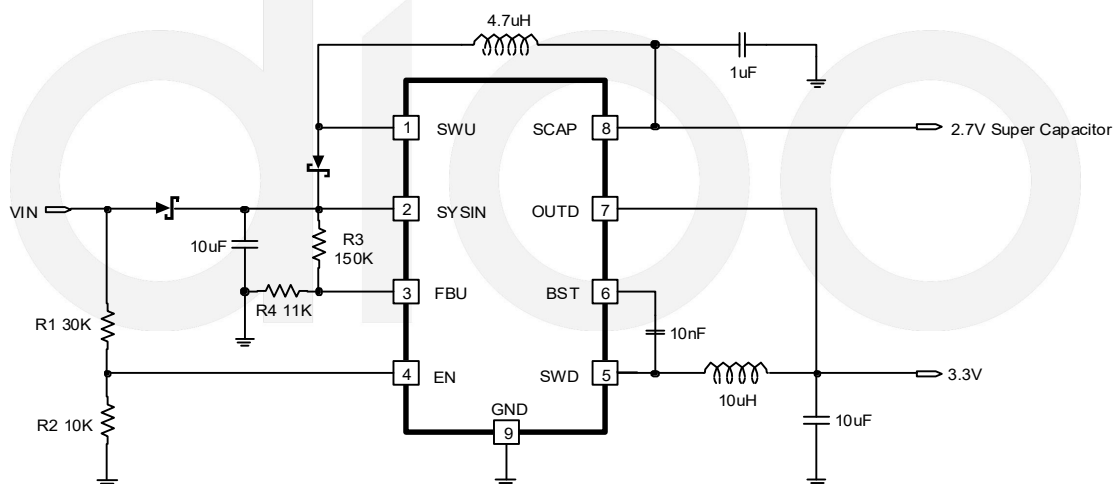 4.7uH
1uF
1 SWU SCAP 8 2.7V Super Capacitor
VIN 2 SYSIN OUTD 7
10uF R3
150K
R4 11K 3 FBU BST 6
R1 30K 10nF
4 EN SWD 5 3.3V
10uH
R2 10K GND 10uF
9
dioo